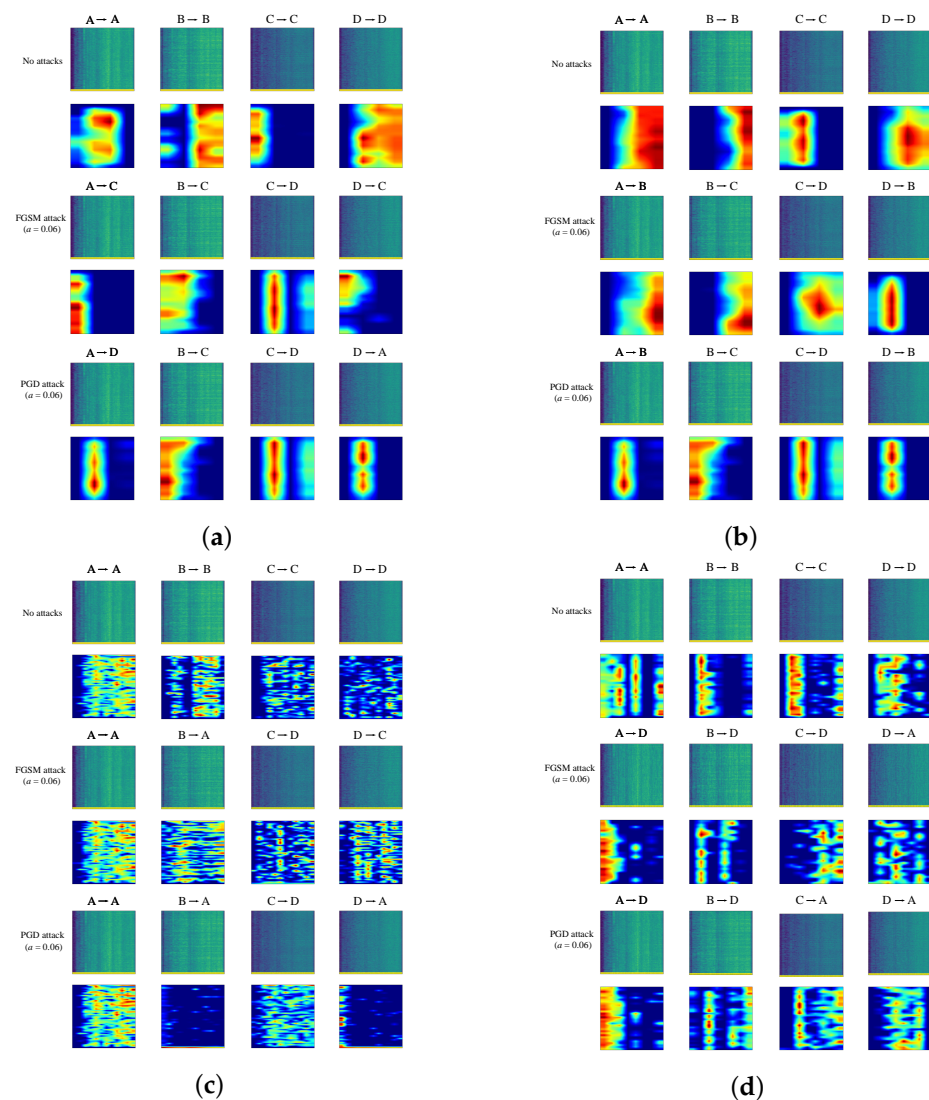 A → A B → B C → C D → D
No attacks
A → C B → C C → D D → C
FGSM attack
(a = 0.06)
A → D B → C C → D D → A
PGD attack
(a = 0.06)
(a)
A → A B → B C → C D → D
No attacks
A → B B → C C → D D → B
FGSM attack
(a = 0.06)
A → B B → C C → D D → B
PGD attack
(a = 0.06)
(b)
A → A B → B C → C D → D
No attacks
A → A B → A C → D D → C
FGSM attack
(a = 0.06)
A → A B → A C → D D → A
PGD attack
(a = 0.06)
(c)
A → A B → B C → C D → D
No attacks
A → D B → D C → D D → A
FGSM attack
(a = 0.06)
A → D B → D C → A D → A
PGD attack
(a = 0.06)
(d)